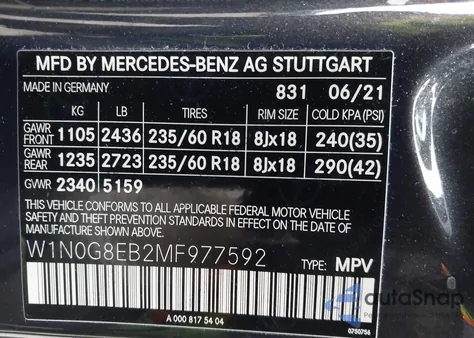 MFD BY MERCEDES-BENZ AG STUTTGART
MADE IN GERMANY 831 06/21
KG LB TIRES RIM SIZE COLD KPA(PSI)
GAWR FRONT 1105 2436 235/60 R18 8Jx18 240(35)
GAWR REAR 1235 2723 235/60 R18 8Jx18 290(42)
GVWR 2340 5159
THIS VEHICLE CONFORMS TO ALL APPLICABLE FEDERAL MOTOR VEHICLE
SAFETY AND THEFT PREVENTION STANDARDS IN EFFECT ON THE DATE OF
MANUFACTURE SHOWN ABOVE.
W1N0G8EB2MF977592 TYPE: MPV
A 000 817 54 04
autoSnap
0750756